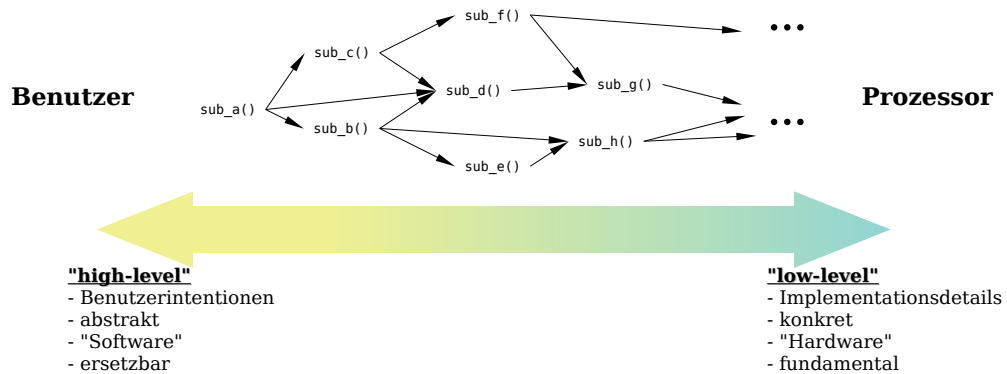 Benutzer
sub_a()
sub_c()
sub_b()
sub_f()
sub_d()
sub_e()
sub_g()
sub_h()
...
...
Prozessor
"high-level"
- Benutzerintentionen
- abstrakt
- "Software"
- ersetzbar
"low-level"
- Implementationsdetails
- konkret
- "Hardware"
- fundamental